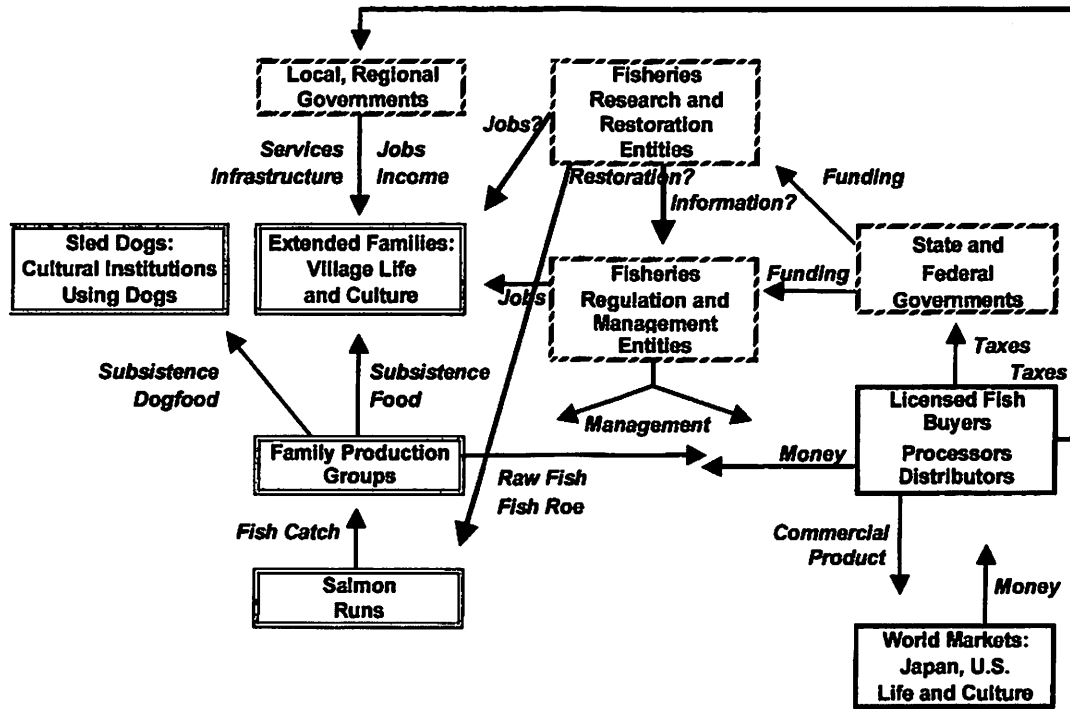 Local, Regional
Governments
Fisheries
Research and
Restoration
Entities
Jobs?
Services
Infrastructure
Jobs
Income
Restoration?
Information?
Funding
Sled Dogs:
Cultural Institutions
Using Dogs
Extended Families:
Village Life
and Culture
Jobs
Fisheries
Regulation and
Management
Entities
Funding
State and
Federal
Governments
Subsistence
Dogfood
Subsistence
Food
Management
Taxes
Taxes
Licensed Fish
Buyers
Processors
Distributors
Family Production
Groups
Raw Fish
Fish Roe
Money
Fish Catch
Commercial
Product
Salmon
Runs
Money
World Markets:
Japan, U.S.
Life and Culture